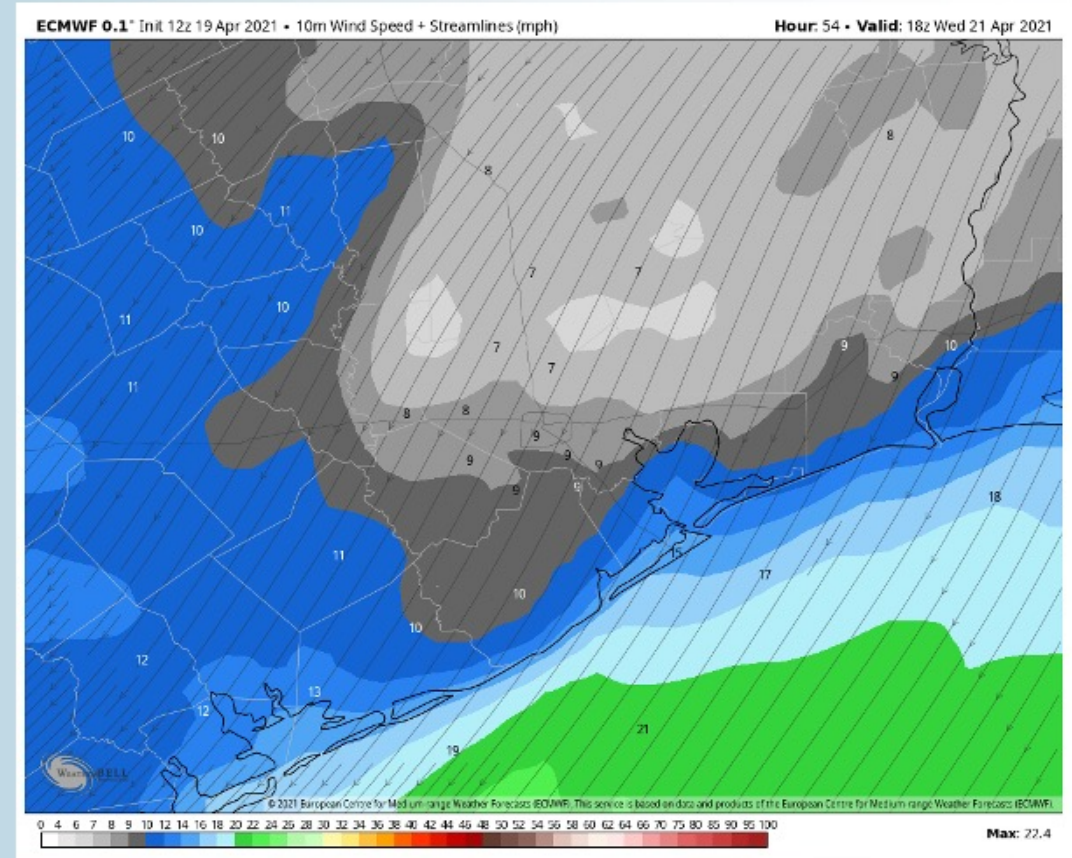 ECMWF 0.1° Init 12z 19 Apr 2021 • 10m Wind Speed + Streamlines (mph)
Hour: 54 • Valid: 18z Wed 21 Apr 2021
10 10 8
8
11
10
7 7
10
11
9 10
7
7 9
11
8 8
9
9 9 9
9 9
18
11 15
17
10
10
12
13
12
21
19
WeatherBELL
© 2021 European Centre for Medium-range Weather Forecasts (ECMWF). This service is based on data and products of the European Centre for Medium-range Weather Forecasts (ECMWF).
0 4 6 7 8 9 10 12 14 16 18 20 22 24 26 28 30 32 34 36 38 40 42 44 46 48 50 52 54 56 58 60 62 64 66 70 75 80 85 90 95 100
Max: 22.4